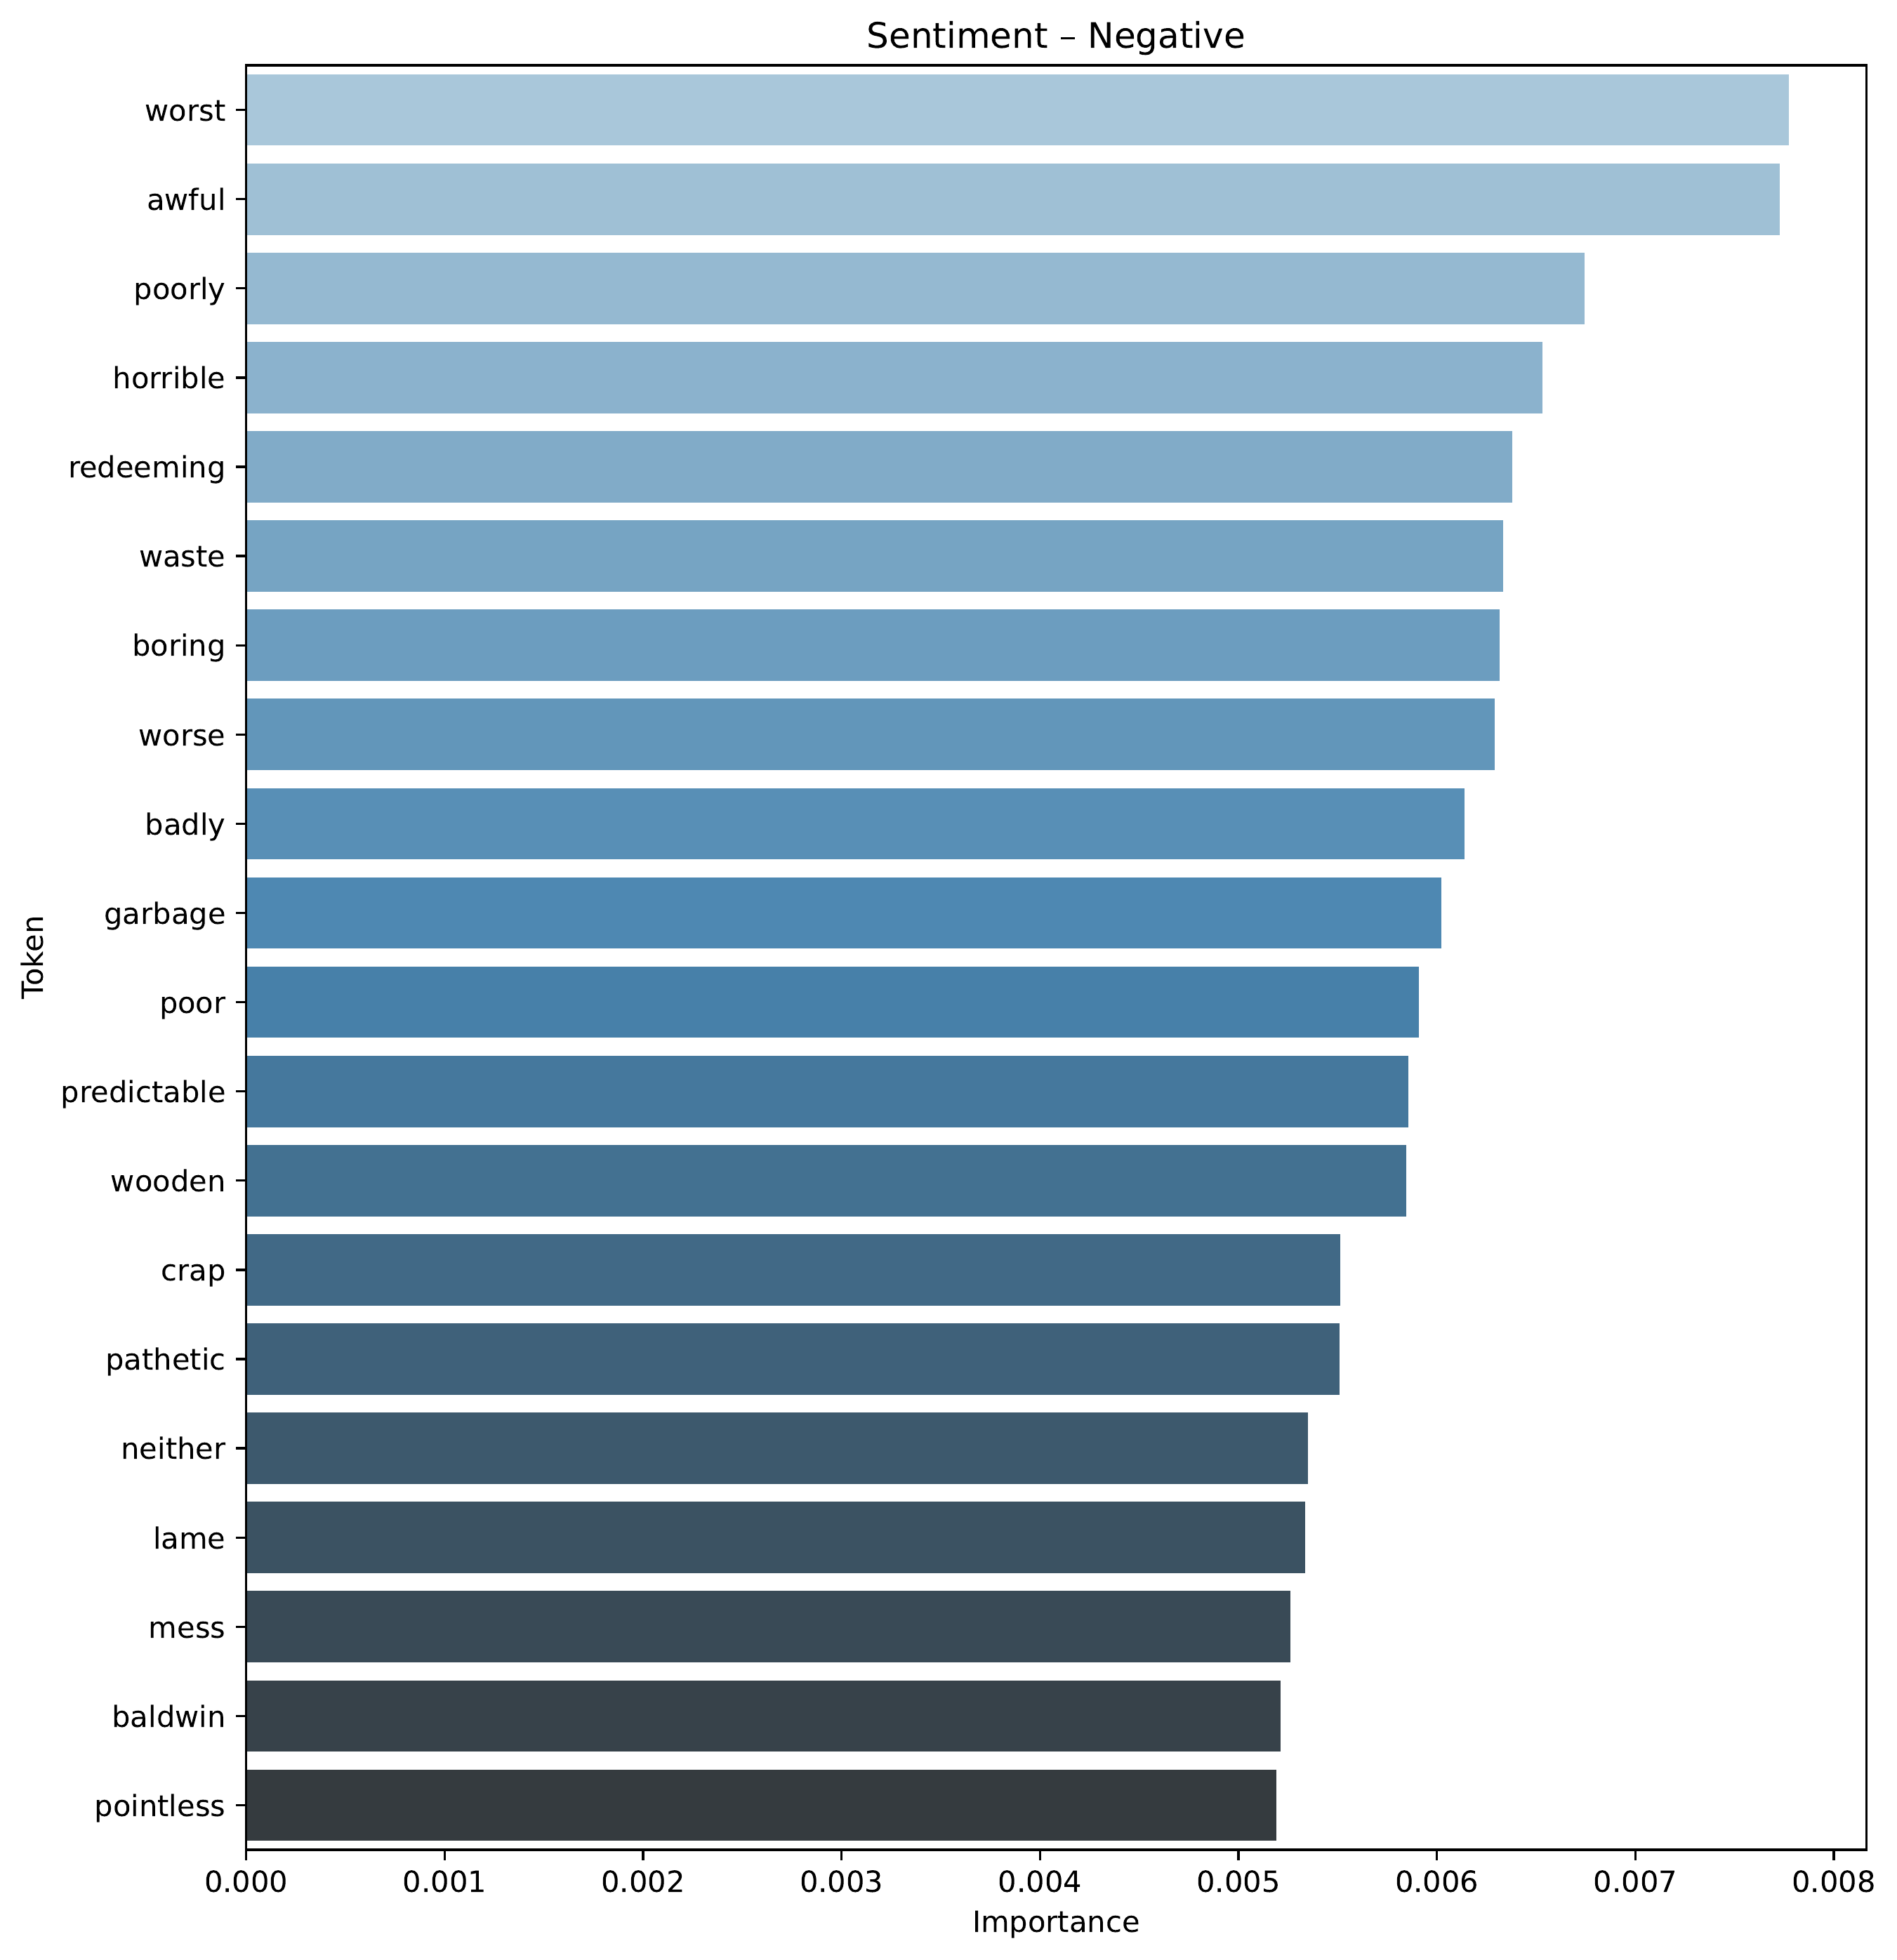 Sentiment – Negative
worst
awful
poorly
horrible
redeeming
waste
boring
worse
badly
garbage
poor
predictable
wooden
crap
pathetic
neither
lame
mess
baldwin
pointless
Token
0.000 0.001 0.002 0.003 0.004 0.005 0.006 0.007 0.008
Importance